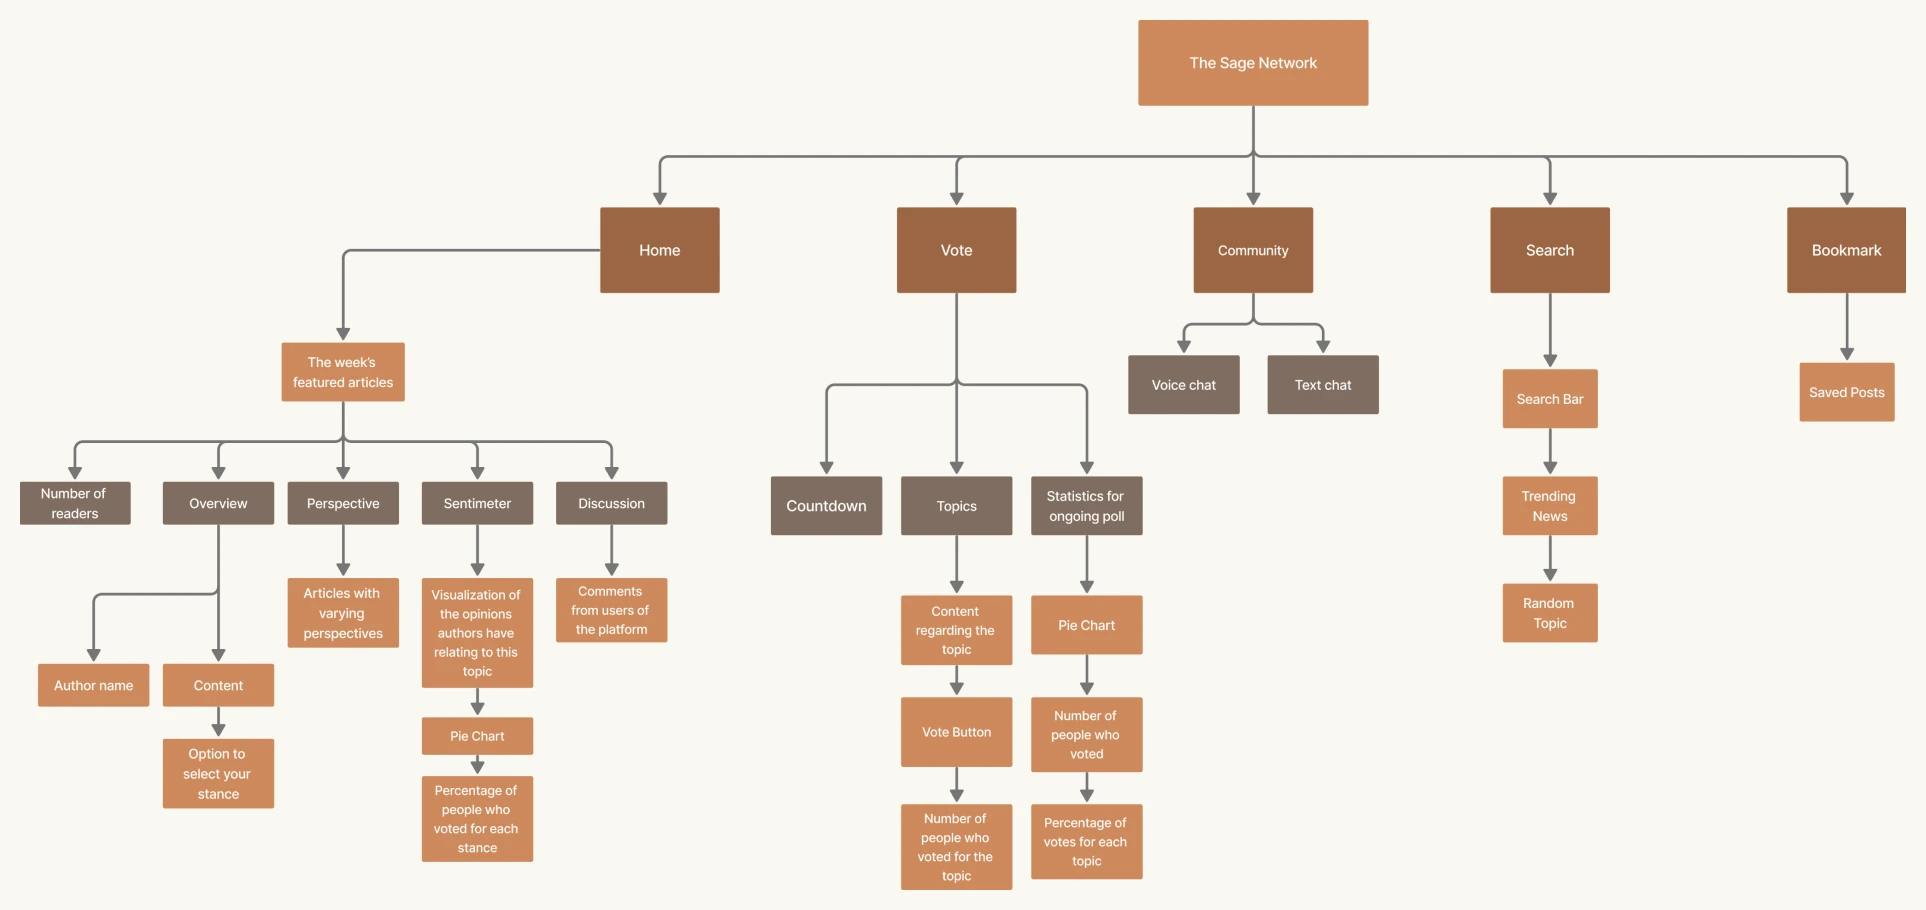 The Sage Network
Home
Vote
Community
Search
Bookmark
The week's
featured articles
Voice chat
Text chat
Search Bar
Saved Posts
Number of
readers
Overview
Perspective
Sentimeter
Discussion
Countdown
Topics
Statistics for
ongoing poll
Trending
News
Articles with
varying
perspectives
Visualization of
the opinions
authors have
relating to this
topic
Comments
from users of
the platform
Content
regarding the
topic
Pie Chart
Random
Topic
Author name
Content
Pie Chart
Vote Button
Number of
people who
voted
Option to
select your
stance
Percentage of
people who
voted for each
stance
Number of
people who
voted for the
topic
Percentage of
votes for each
topic